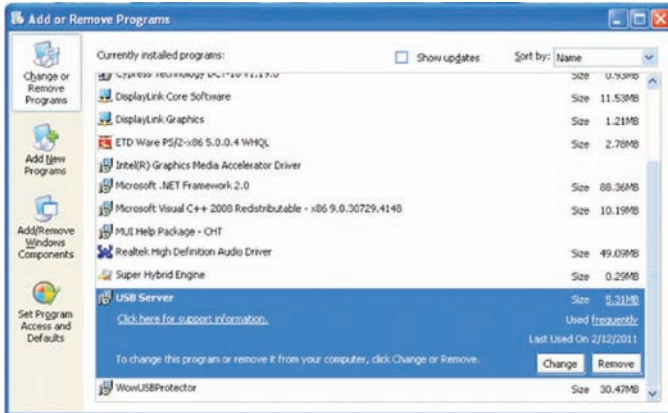 Add or Remove Programs
Change or
Remove
Programs
Add New
Programs
Add/Remove
Windows
Components
Set Program
Access and
Defaults
Currently installed programs:
Show updates
Sort by: Name
Size 0.93MB
DisplayLink Core Software Size 11.53MB
DisplayLink Graphics Size 1.21MB
ETD Ware PS/2-x86 5.0.0.4 WHQL Size 2.78MB
Intel(R) Graphics Media Accelerator Driver
Microsoft .NET Framework 2.0 Size 88.36MB
Microsoft Visual C++ 2008 Redistributable - x86 9.0.30729.4148 Size 10.19MB
MUI Help Package - CHT
Realtek High Definition Audio Driver Size 49.09MB
Super Hybrid Engine Size 0.29MB
USB Server Size 5.31MB
Click here for support information. Used frequently
Last Used On 2/12/2011
To change this program or remove it from your computer, click Change or Remove. Change Remove
WowUSBProtector Size 30.47MB